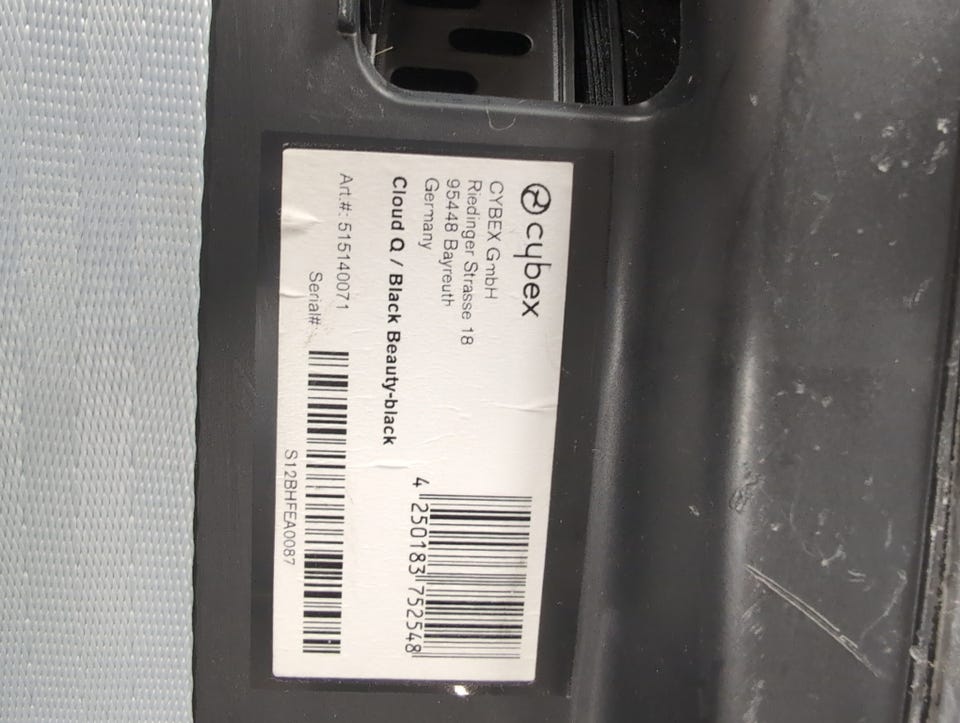 cybex
CYBEX GmbH
Riedinger Strasse 18
95448 Bayreuth
Germany
4 250183 752548
Cloud Q / Black Beauty-black
Art.#: 515140071
Serial#:
S12BHFEA0087